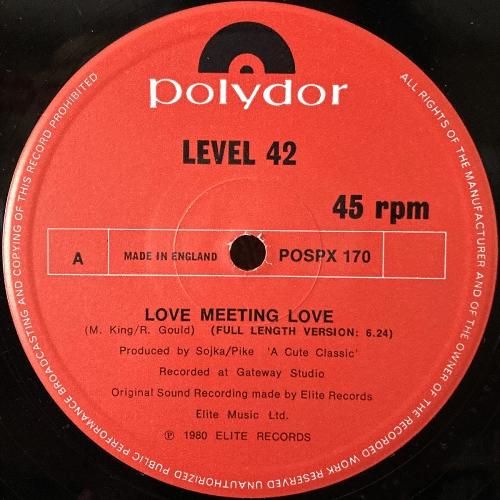 polydor
LEVEL 42
45 rpm
A
MADE IN ENGLAND
POSPX 170
LOVE MEETING LOVE
(M. King/R. Gould) (FULL LENGTH VERSION: 6.24)
Produced by Sojka/Pike 'A Cute Classic'
Recorded at Gateway Studio
Original Sound Recording made by Elite Records
Elite Music Ltd.
℗ 1980 ELITE RECORDS
ALL RIGHTS OF THE MANUFACTURER AND OF THE OWNER OF THE RECORDED WORK RESERVED UNAUTHORIZED PUBLIC PERFORMANCE BROADCASTING AND COPYING OF THIS RECORD PROHIBITED